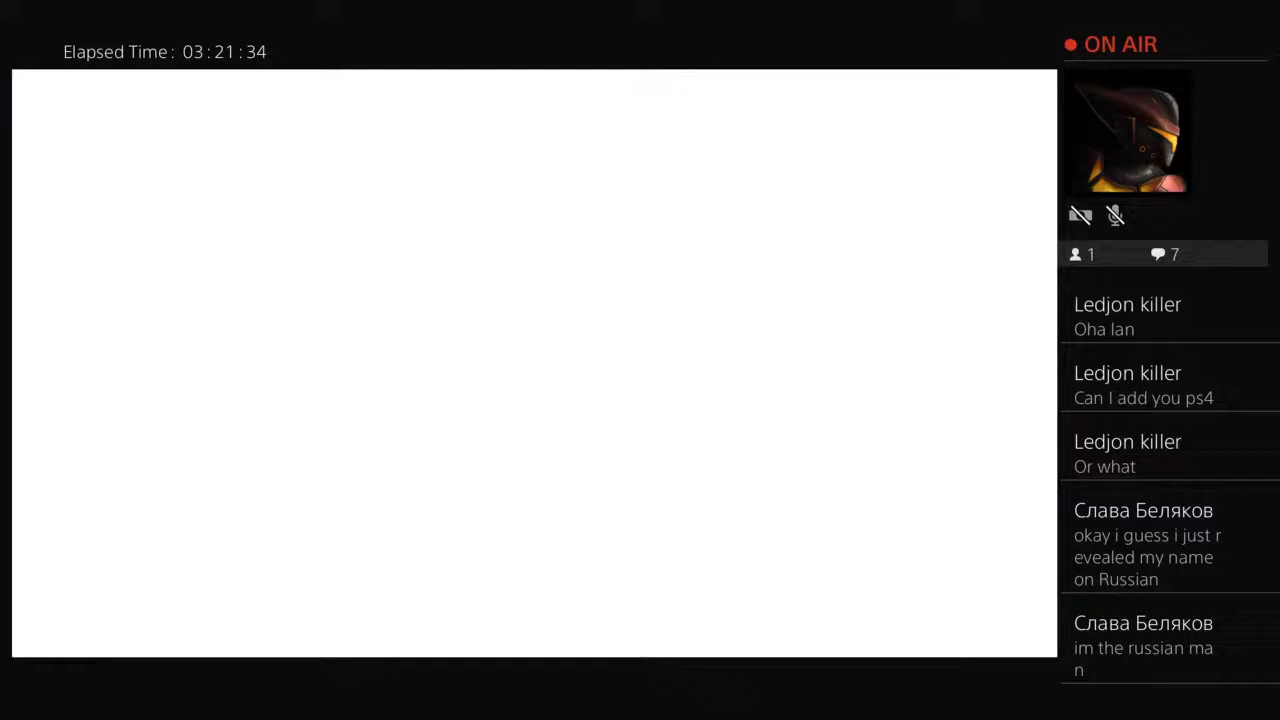 Elapsed Time: 03:21:34
ON AIR
1 7
Ledjon killer
Oha lan
Ledjon killer
Can I add you ps4
Ledjon killer
Or what
Слава Беляков
okay i guess i just r
evealed my name
on Russian
Слава Беляков
im the russian ma
n